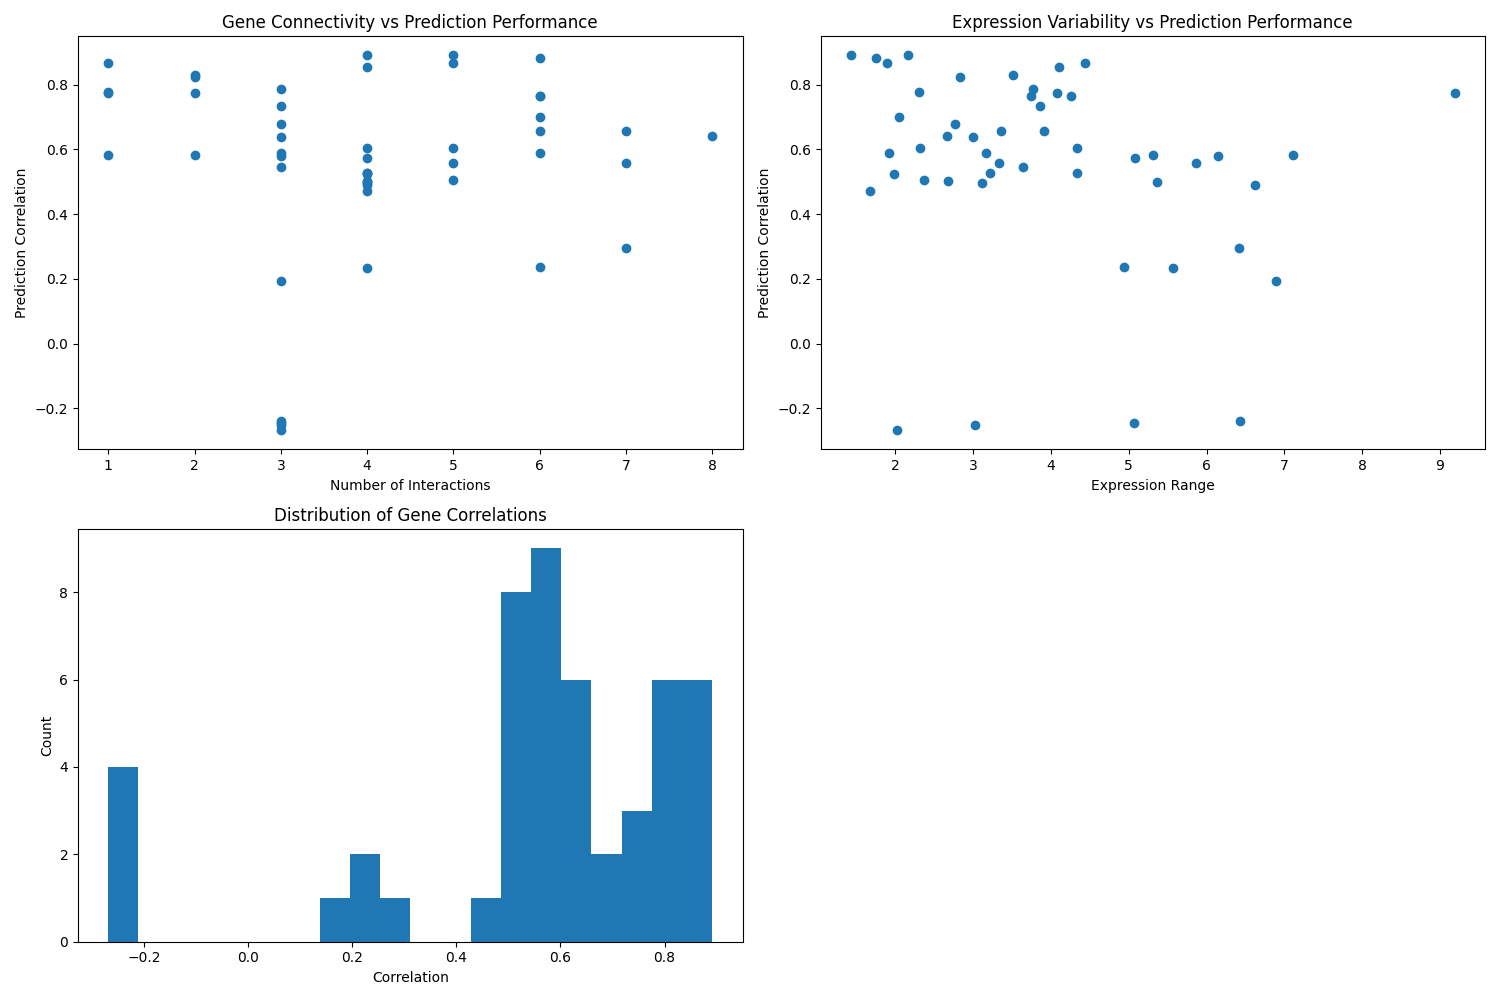 Gene Connectivity vs Prediction Performance
Prediction Correlation
0.8
0.6
0.4
0.2
0.0
−0.2
1 2 3 4 5 6 7 8
Number of Interactions
Expression Variability vs Prediction Performance
Prediction Correlation
0.8
0.6
0.4
0.2
0.0
−0.2
2 3 4 5 6 7 8 9
Expression Range
Distribution of Gene Correlations
Count
8
6
4
2
0
−0.2 0.0 0.2 0.4 0.6 0.8
Correlation